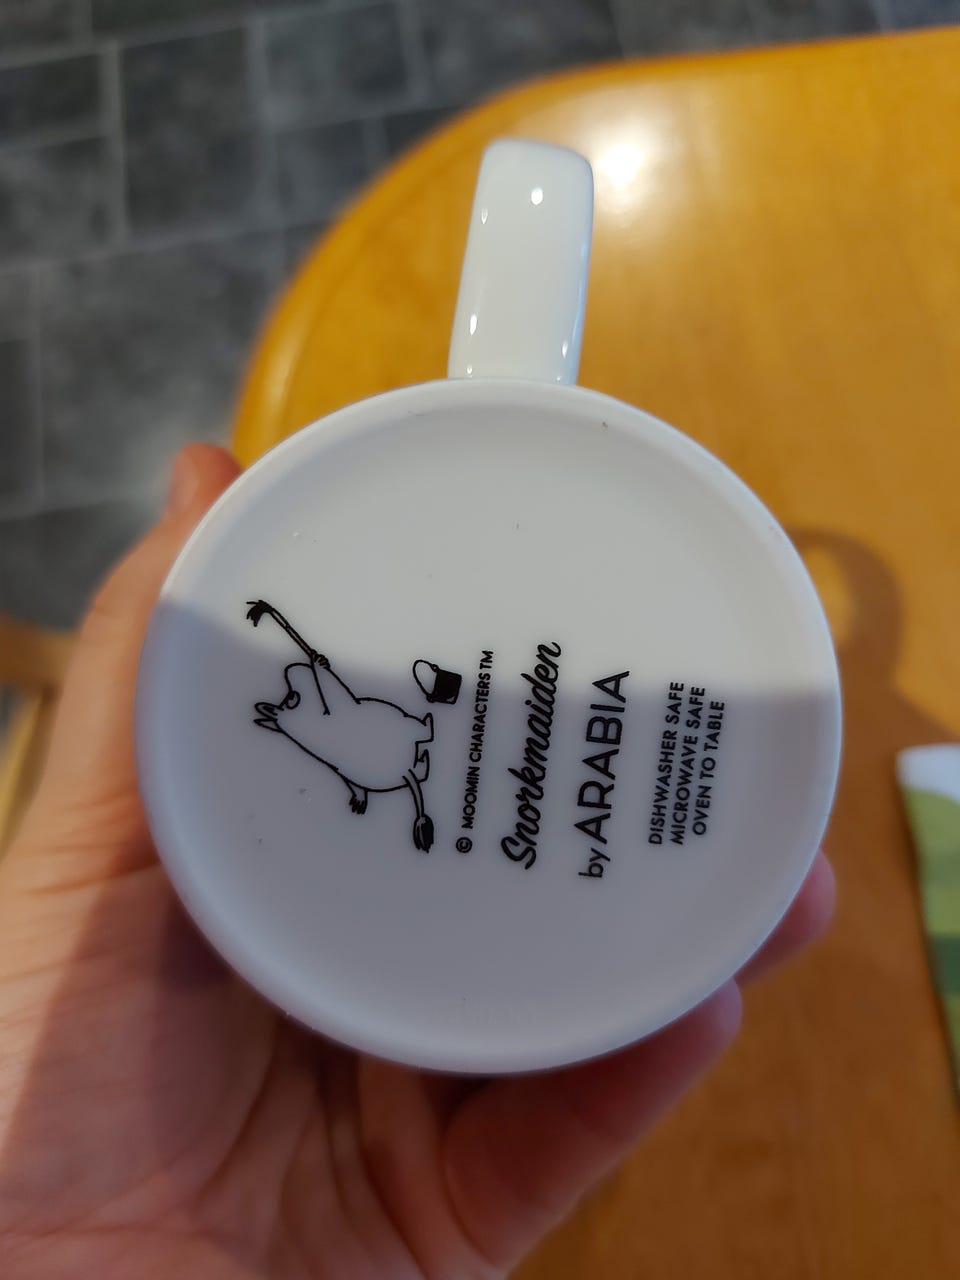 © MOOMIN CHARACTERS TM
Snorkmaiden
by ARABIA
DISHWASHER SAFE
MICROWAVE SAFE
OVEN TO TABLE